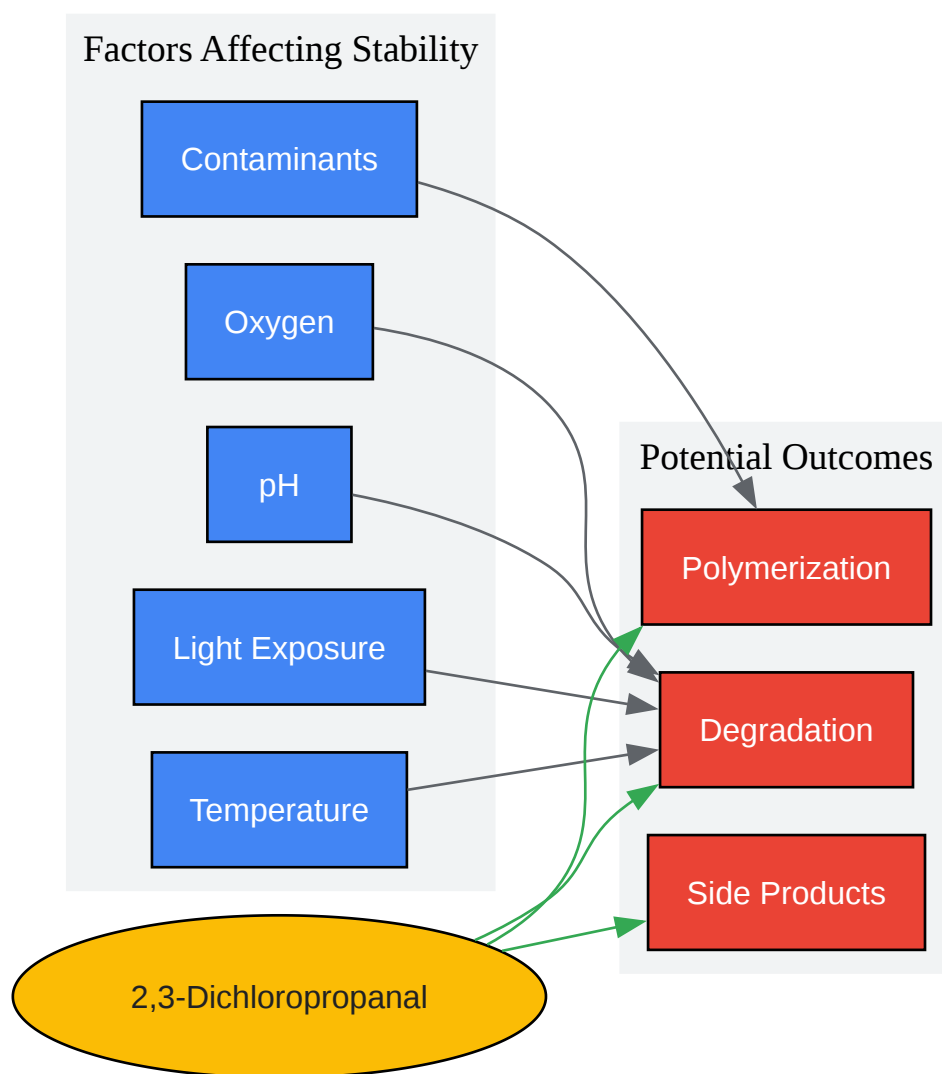 Factors Affecting Stability
Contaminants
Oxygen
pH
Light Exposure
Temperature
Potential Outcomes
Polymerization
Degradation
Side Products
2,3-Dichloropropanal